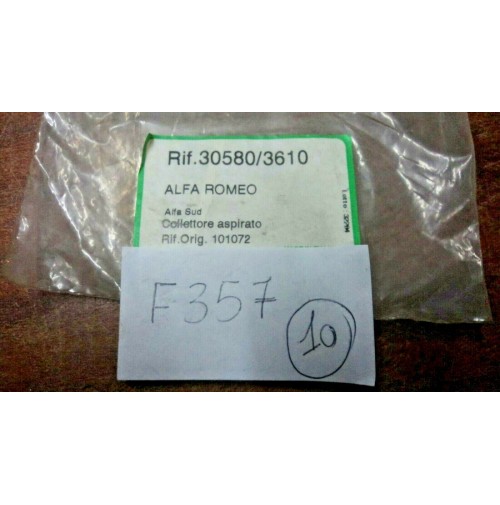 Rif.30580/3610
ALFA ROMEO
Alfa Sud
Collettore aspirato
Rif.Orig. 101072
F357
10